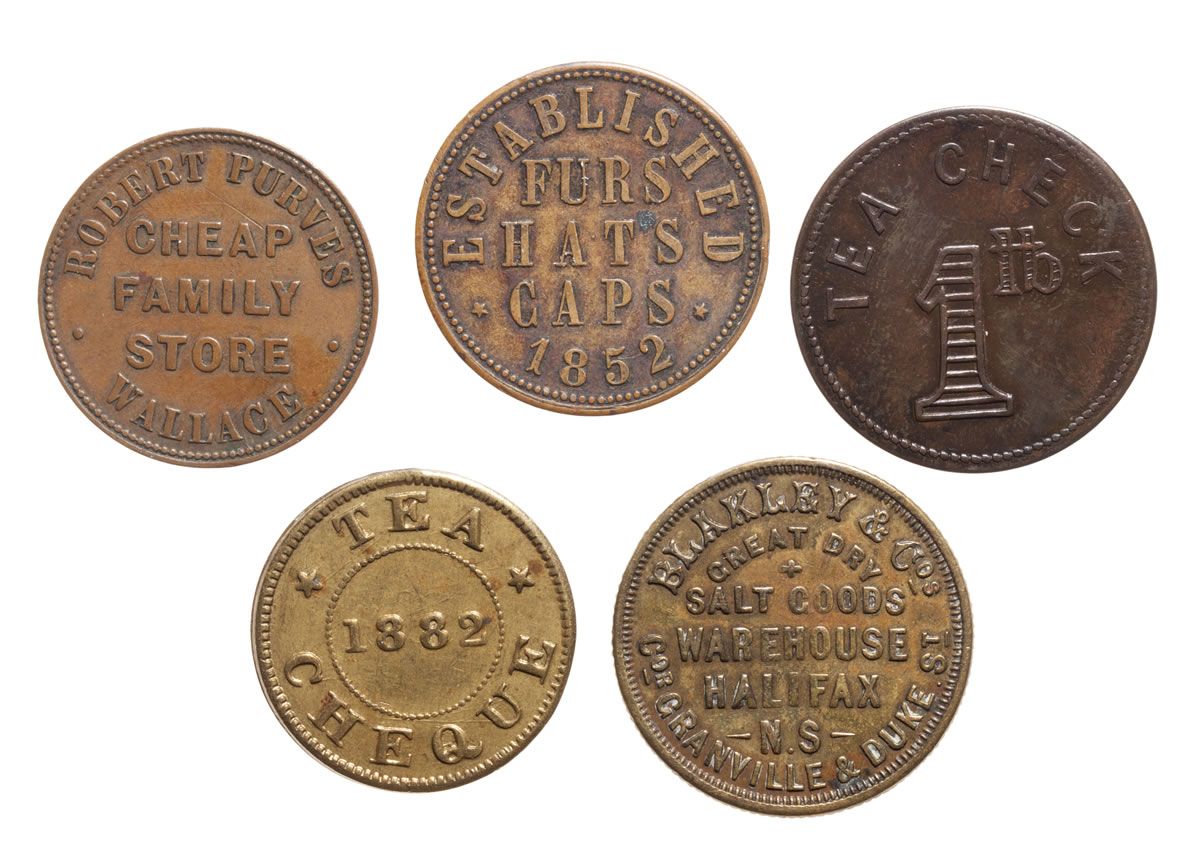 ROBERT PURVES
CHEAP
FAMILY
STORE
WALLACE
ESTABLISHED
FURS
HATS
CAPS
1852
TEA CHECK
1 lb
TEA
1882
CHEQUE
BLAKLEY & Cos
GREAT DRY
+
SALT GOODS
WAREHOUSE
HALIFAX
- N.S -
COR GRANVILLE & DUKE. ST